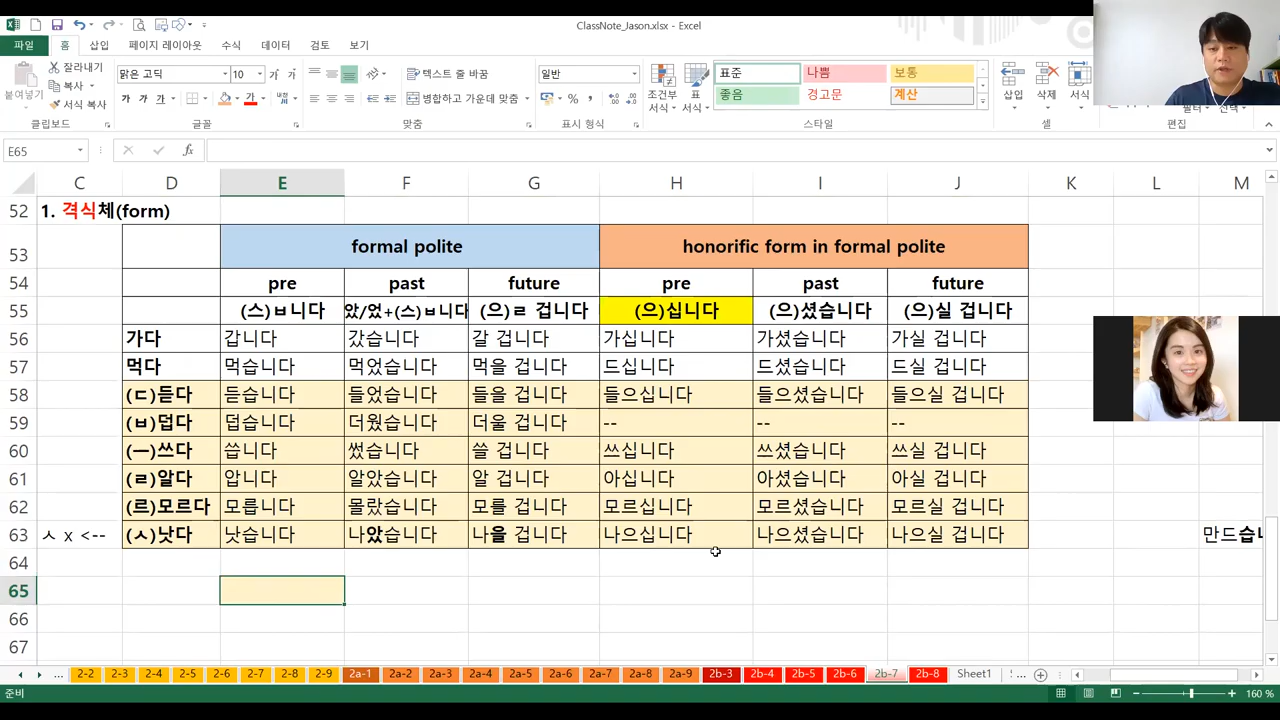 ClassNote_Jason.xlsx - Excel
파일 홈 삽입 페이지 레이아웃 수식 데이터 검토 보기
붙여넣기 잘라내기 복사 서식 복사 클립보드
맑은 고딕 10 가 가 가 가 가 글꼴
텍스트 줄 바꿈 병합하고 가운데 맞춤 맞춤
일반 % 표시 형식
조건부 서식 표 서식 표준 나쁨 보통 좋음 경고문 계산 스타일
삽입 삭제 서식 셀 편집
E65 fx
C D E F G H I J K L M
52 1. 격식체(form)
53 formal polite honorific form in formal polite
54 pre past future pre past future
55 (스)ㅂ니다 았/었+(스)ㅂ니다 (으)ㄹ 겁니다 (으)십니다 (으)셨습니다 (으)실 겁니다
56 가다 갑니다 갔습니다 갈 겁니다 가십니다 가셨습니다 가실 겁니다
57 먹다 먹습니다 먹었습니다 먹을 겁니다 드십니다 드셨습니다 드실 겁니다
58 (ㄷ)듣다 듣습니다 들었습니다 들을 겁니다 들으십니다 들으셨습니다 들으실 겁니다
59 (ㅂ)덥다 덥습니다 더웠습니다 더울 겁니다 -- -- --
60 (ㅡ)쓰다 씁니다 썼습니다 쓸 겁니다 쓰십니다 쓰셨습니다 쓰실 겁니다
61 (ㄹ)알다 압니다 알았습니다 알 겁니다 아십니다 아셨습니다 아실 겁니다
62 (르)모르다 모릅니다 몰랐습니다 모를 겁니다 모르십니다 모르셨습니다 모르실 겁니다
63 ㅅ x <-- (ㅅ)낫다 낫습니다 나았습니다 나을 겁니다 나으십니다 나으셨습니다 나으실 겁니다 만드습
64
65
66
67
... 2-2 2-3 2-4 2-5 2-6 2-7 2-8 2-9 2a-1 2a-2 2a-3 2a-4 2a-5 2a-6 2a-7 2a-8 2a-9 2b-3 2b-4 2b-5 2b-6 2b-7 2b-8 Sheet1 ...
준비 160 %